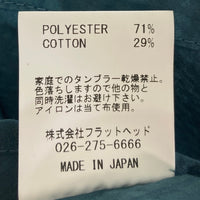 POLYESTER 71%
COTTON 29%
家庭でのタンブラー乾燥禁止。
色落ちしますので他の物と
同時洗濯はお避け下さい。
アイロンは当て布使用。
株式会社フラットヘッド
026-275-6666
MADE IN JAPAN